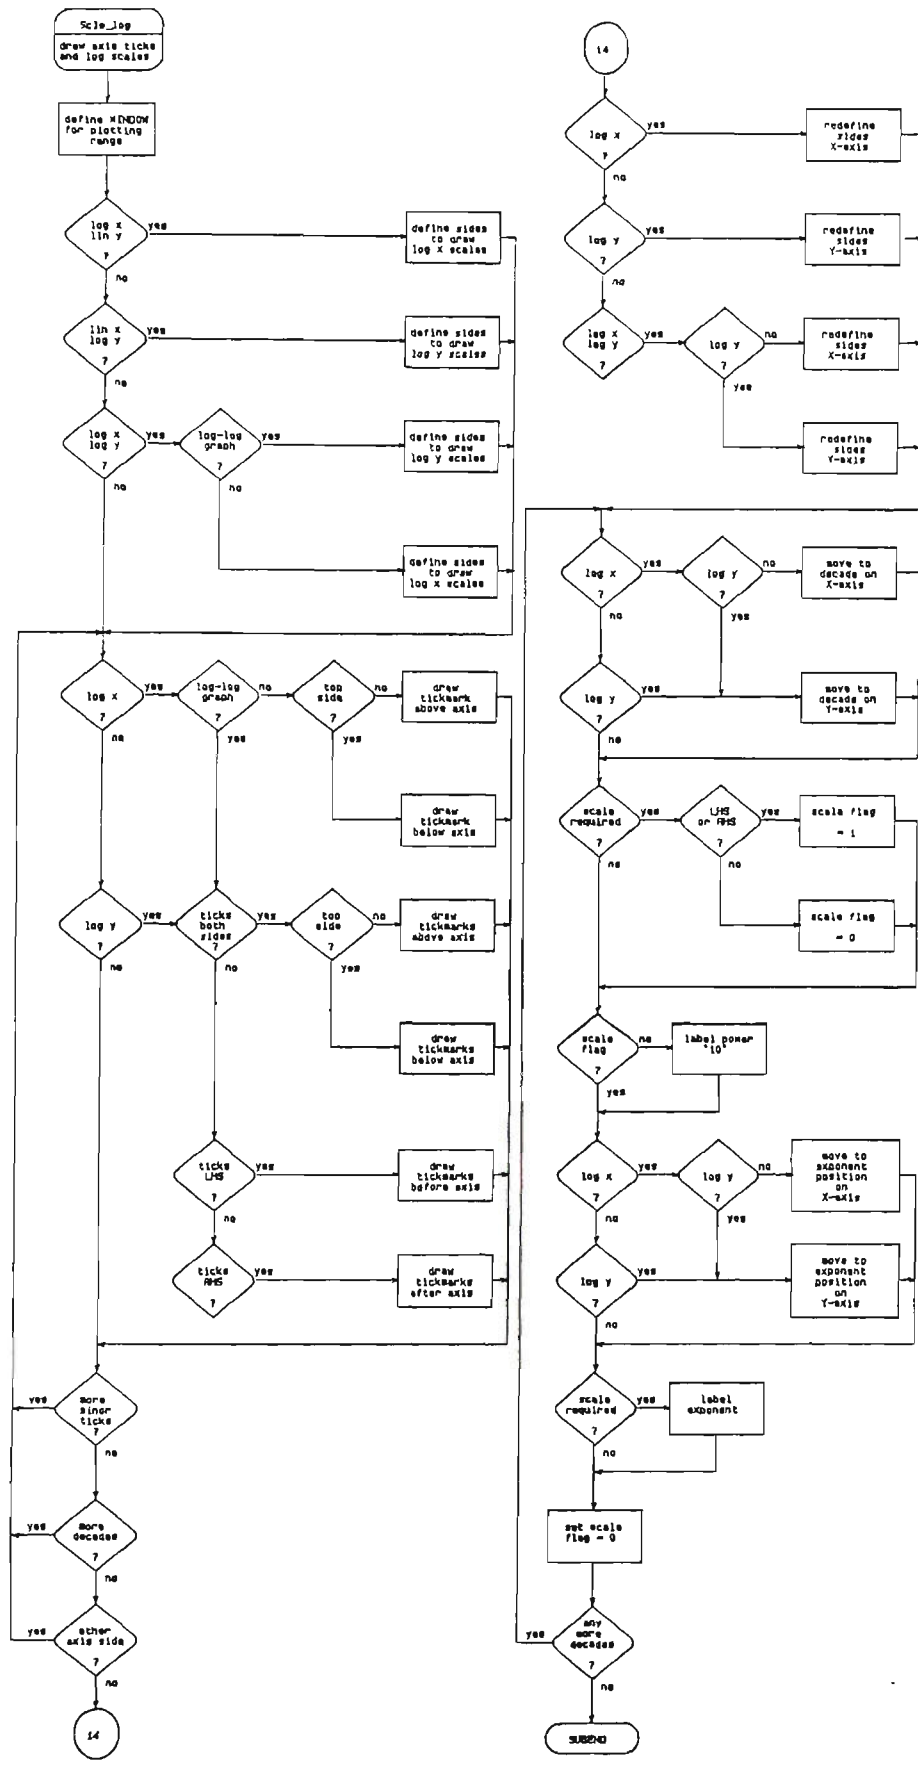 Scle_log
draw axis ticks
and log scales
define WINDOW
for plotting
range
log x
lin y
?
yes
no
define sides
to draw
log X scales
lin x
log y
?
yes
no
define sides
to draw
log y scales
log x
log y
?
yes
no
log-log
graph
?
yes
no
define sides
to draw
log y scales
define sides
to draw
log x scales
log x
?
yes
no
log-log
graph
?
no
yes
top
side
?
no
yes
draw
tickmark
above axis
draw
tickmark
below axis
log y
?
yes
no
ticks
both
sides
?
yes
no
top
side
?
no
yes
draw
tickmarks
above axis
draw
tickmarks
below axis
ticks
LHS
?
yes
no
draw
tickmarks
before axis
ticks
RHS
?
yes
draw
tickmarks
after axis
more
minor
ticks
?
yes
no
more
decades
?
yes
no
other
axis side
?
yes
no
14
14
log x
?
yes
no
redefine
sides
X-axis
log y
?
yes
no
redefine
sides
Y-axis
log x
log y
?
yes
log y
?
no
yes
redefine
sides
X-axis
redefine
sides
Y-axis
log x
?
yes
no
log y
?
no
yes
move to
decade on
X-axis
log y
?
yes
no
move to
decade on
Y-axis
scale
required
?
yes
no
LHS
or RHS
?
yes
no
scale flag
= 1
scale flag
= 0
scale
flag
?
no
yes
label power
"10"
log x
?
yes
no
log y
?
no
yes
move to
exponent
position
on
X-axis
log y
?
yes
no
move to
exponent
position
on
Y-axis
scale
required
?
yes
no
label
exponent
set scale
flag = 0
any
more
decades
?
yes
no
SUBEND